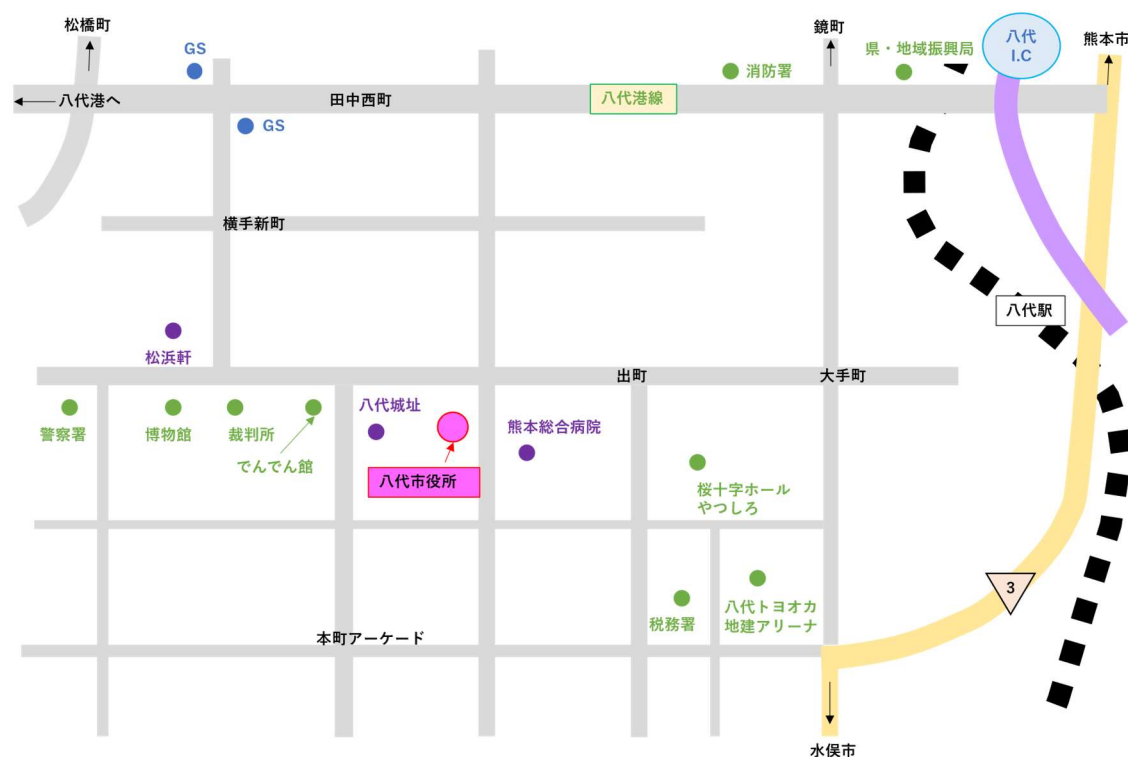 松橋町
鏡町
八代
I.C
熊本市
GS
消防署
県・地域振興局
八代港へ
田中西町
八代港線
GS
横手新町
八代駅
松浜軒
出町
大手町
八代城址
警察署
博物館
裁判所
でんでん館
熊本総合病院
八代市役所
桜十字ホール
やつしろ
3
税務署
八代トヨオカ
地建アリーナ
本町アーケード
水俣市